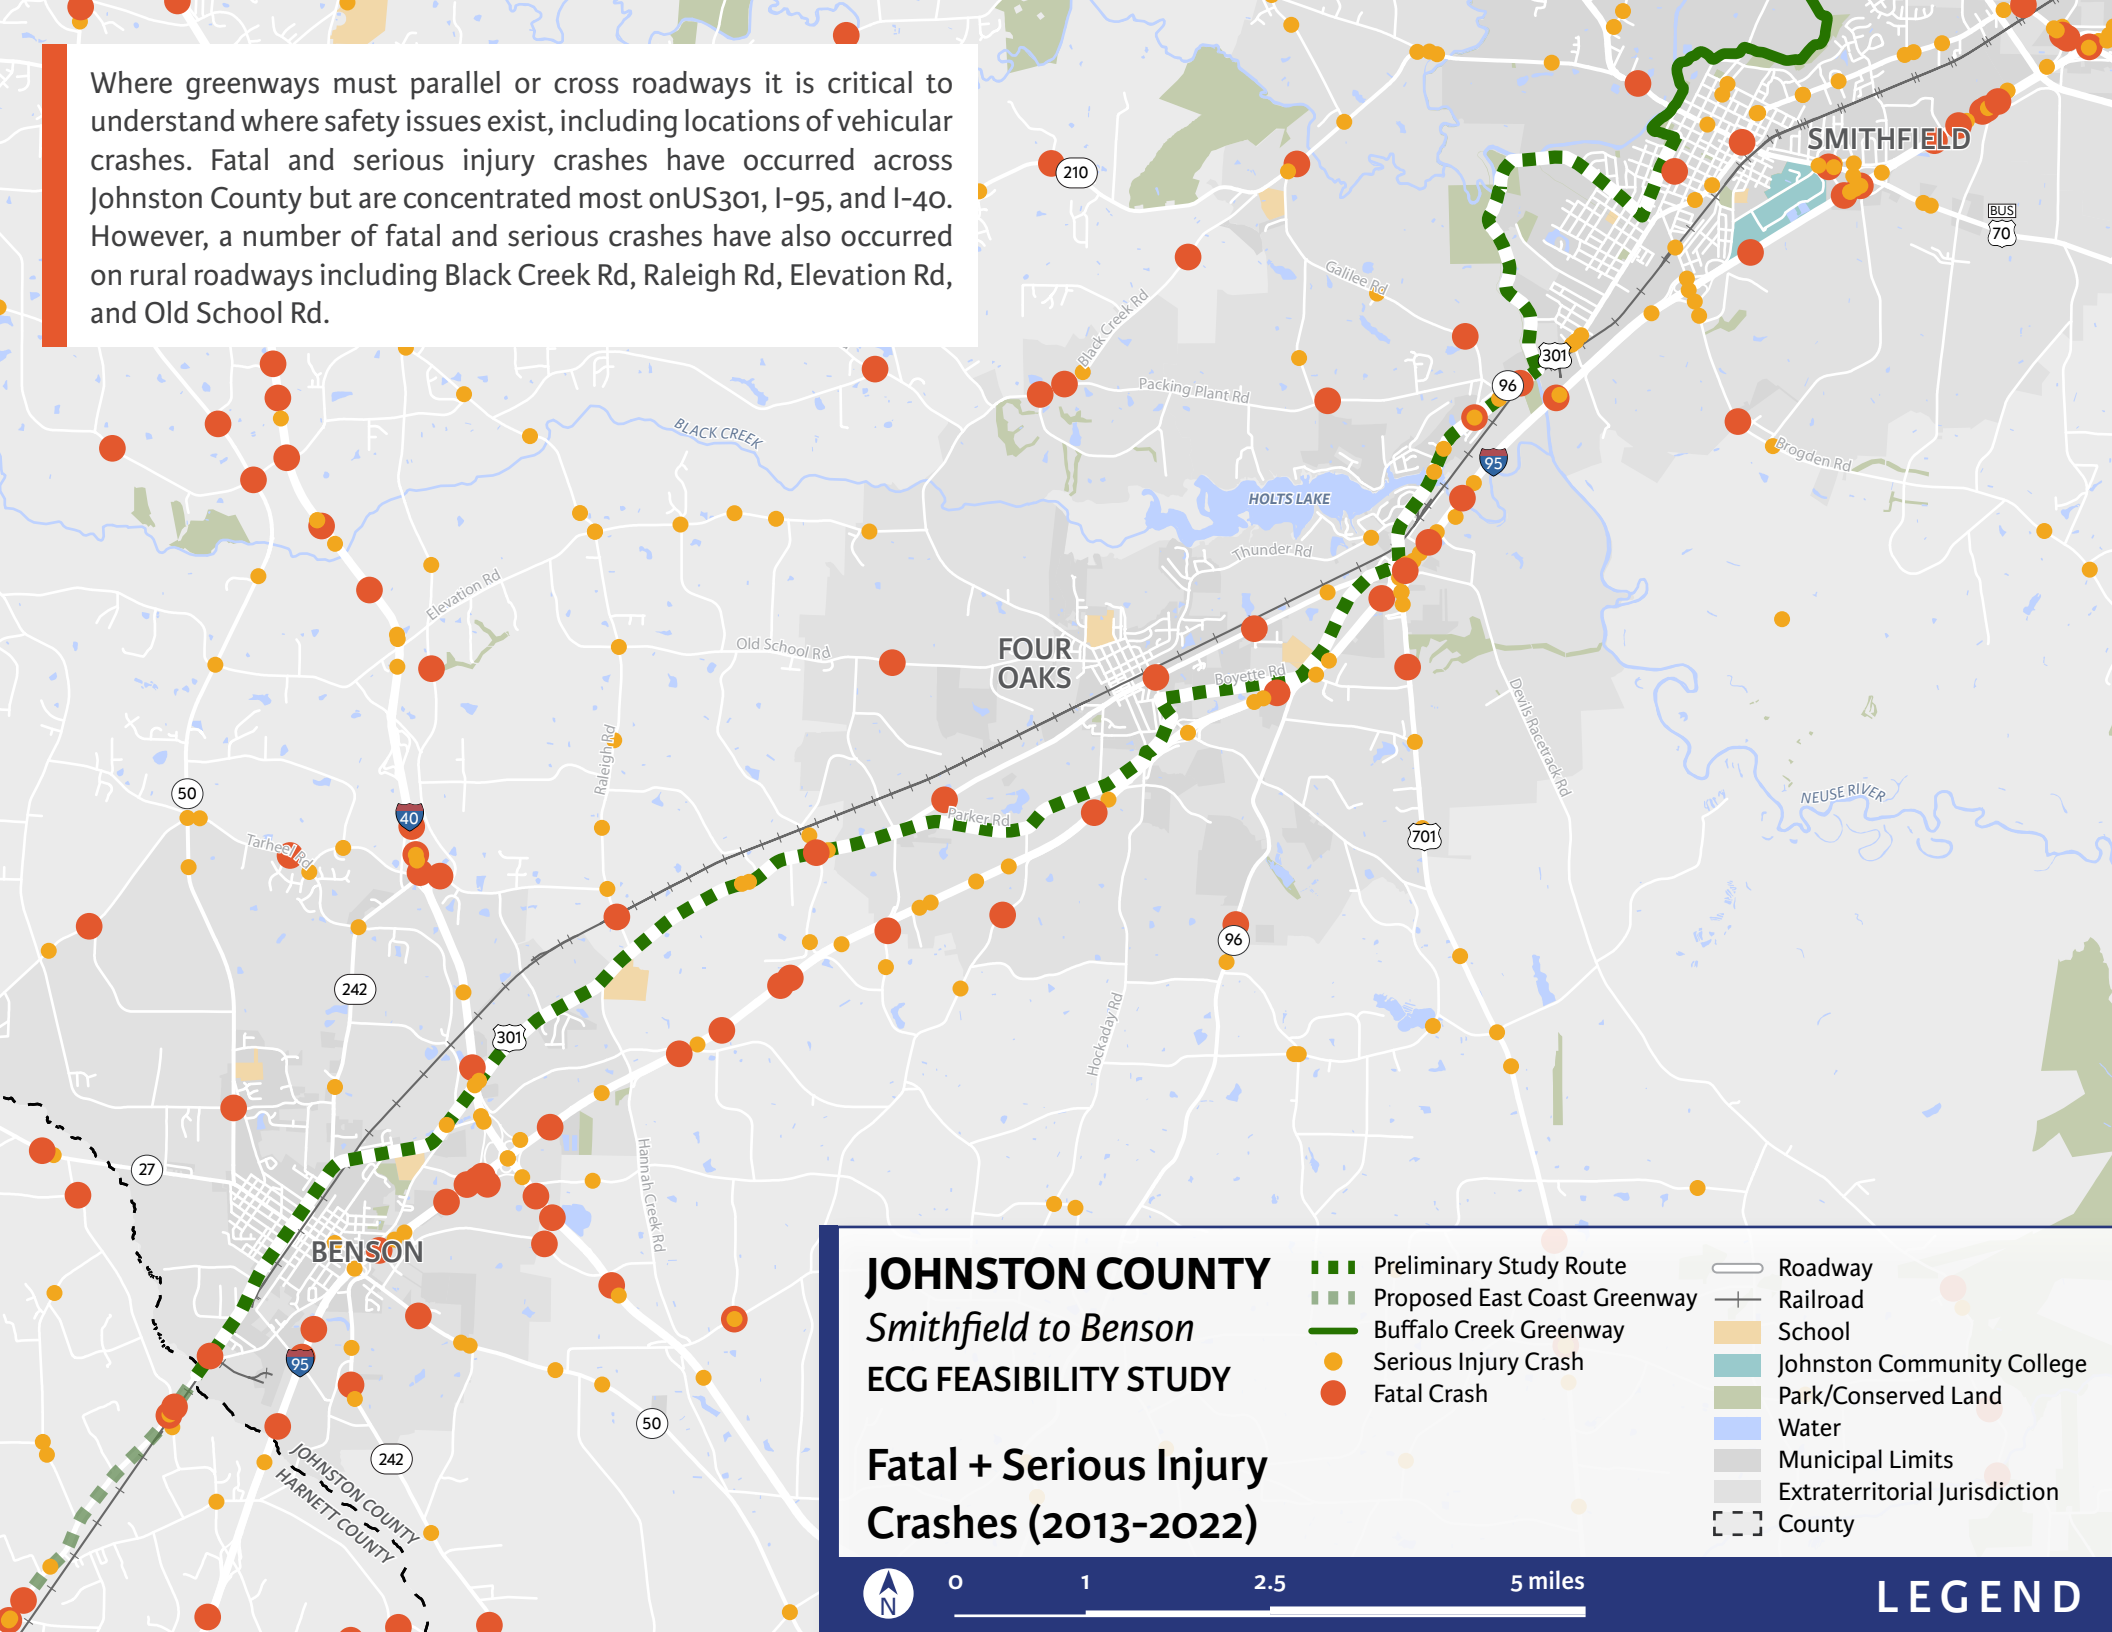 Where greenways must parallel or cross roadways it is critical to
understand where safety issues exist, including locations of vehicular
crashes. Fatal and serious injury crashes have occurred across
Johnston County but are concentrated most onUS301, I-95, and I-40.
However, a number of fatal and serious crashes have also occurred
on rural roadways including Black Creek Rd, Raleigh Rd, Elevation Rd,
and Old School Rd.
SMITHFIELD
210
BUS
70
Galilee Rd
Black Creek Rd
301
Packing Plant Rd
96
BLACK CREEK
Brogden Rd
95
HOLTS LAKE
Thunder Rd
Elevation Rd
Old School Rd
FOUR
OAKS
Boyette Rd
Devils Racetrack Rd
Raleigh Rd
50
40
NEUSE RIVER
Parker Rd
701
Tarheel Rd
96
242
301
Hockaday Rd
27
Hannah Creek Rd
BENSON
95
50
242
JOHNSTON COUNTY
HARNETT COUNTY
JOHNSTON COUNTY
Smithfield to Benson
ECG FEASIBILITY STUDY
Fatal + Serious Injury
Crashes (2013-2022)
Preliminary Study Route
Proposed East Coast Greenway
Buffalo Creek Greenway
Serious Injury Crash
Fatal Crash
Roadway
Railroad
School
Johnston Community College
Park/Conserved Land
Water
Municipal Limits
Extraterritorial Jurisdiction
County
N
0 1 2.5 5 miles
LEGEND